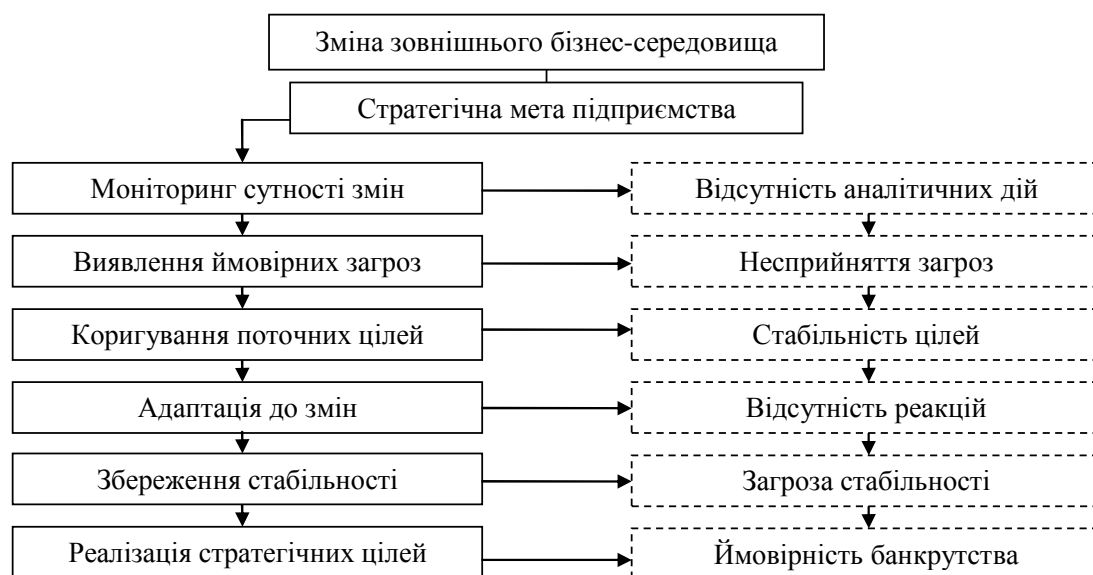 Зміна зовнішнього бізнес-середовища
Стратегічна мета підприємства
Моніторинг сутності змін
Відсутність аналітичних дій
Виявлення ймовірних загроз
Несприйняття загроз
Коригування поточних цілей
Стабільність цілей
Адаптація до змін
Відсутність реакцій
Збереження стабільності
Загроза стабільності
Реалізація стратегічних цілей
Ймовірність банкрутства